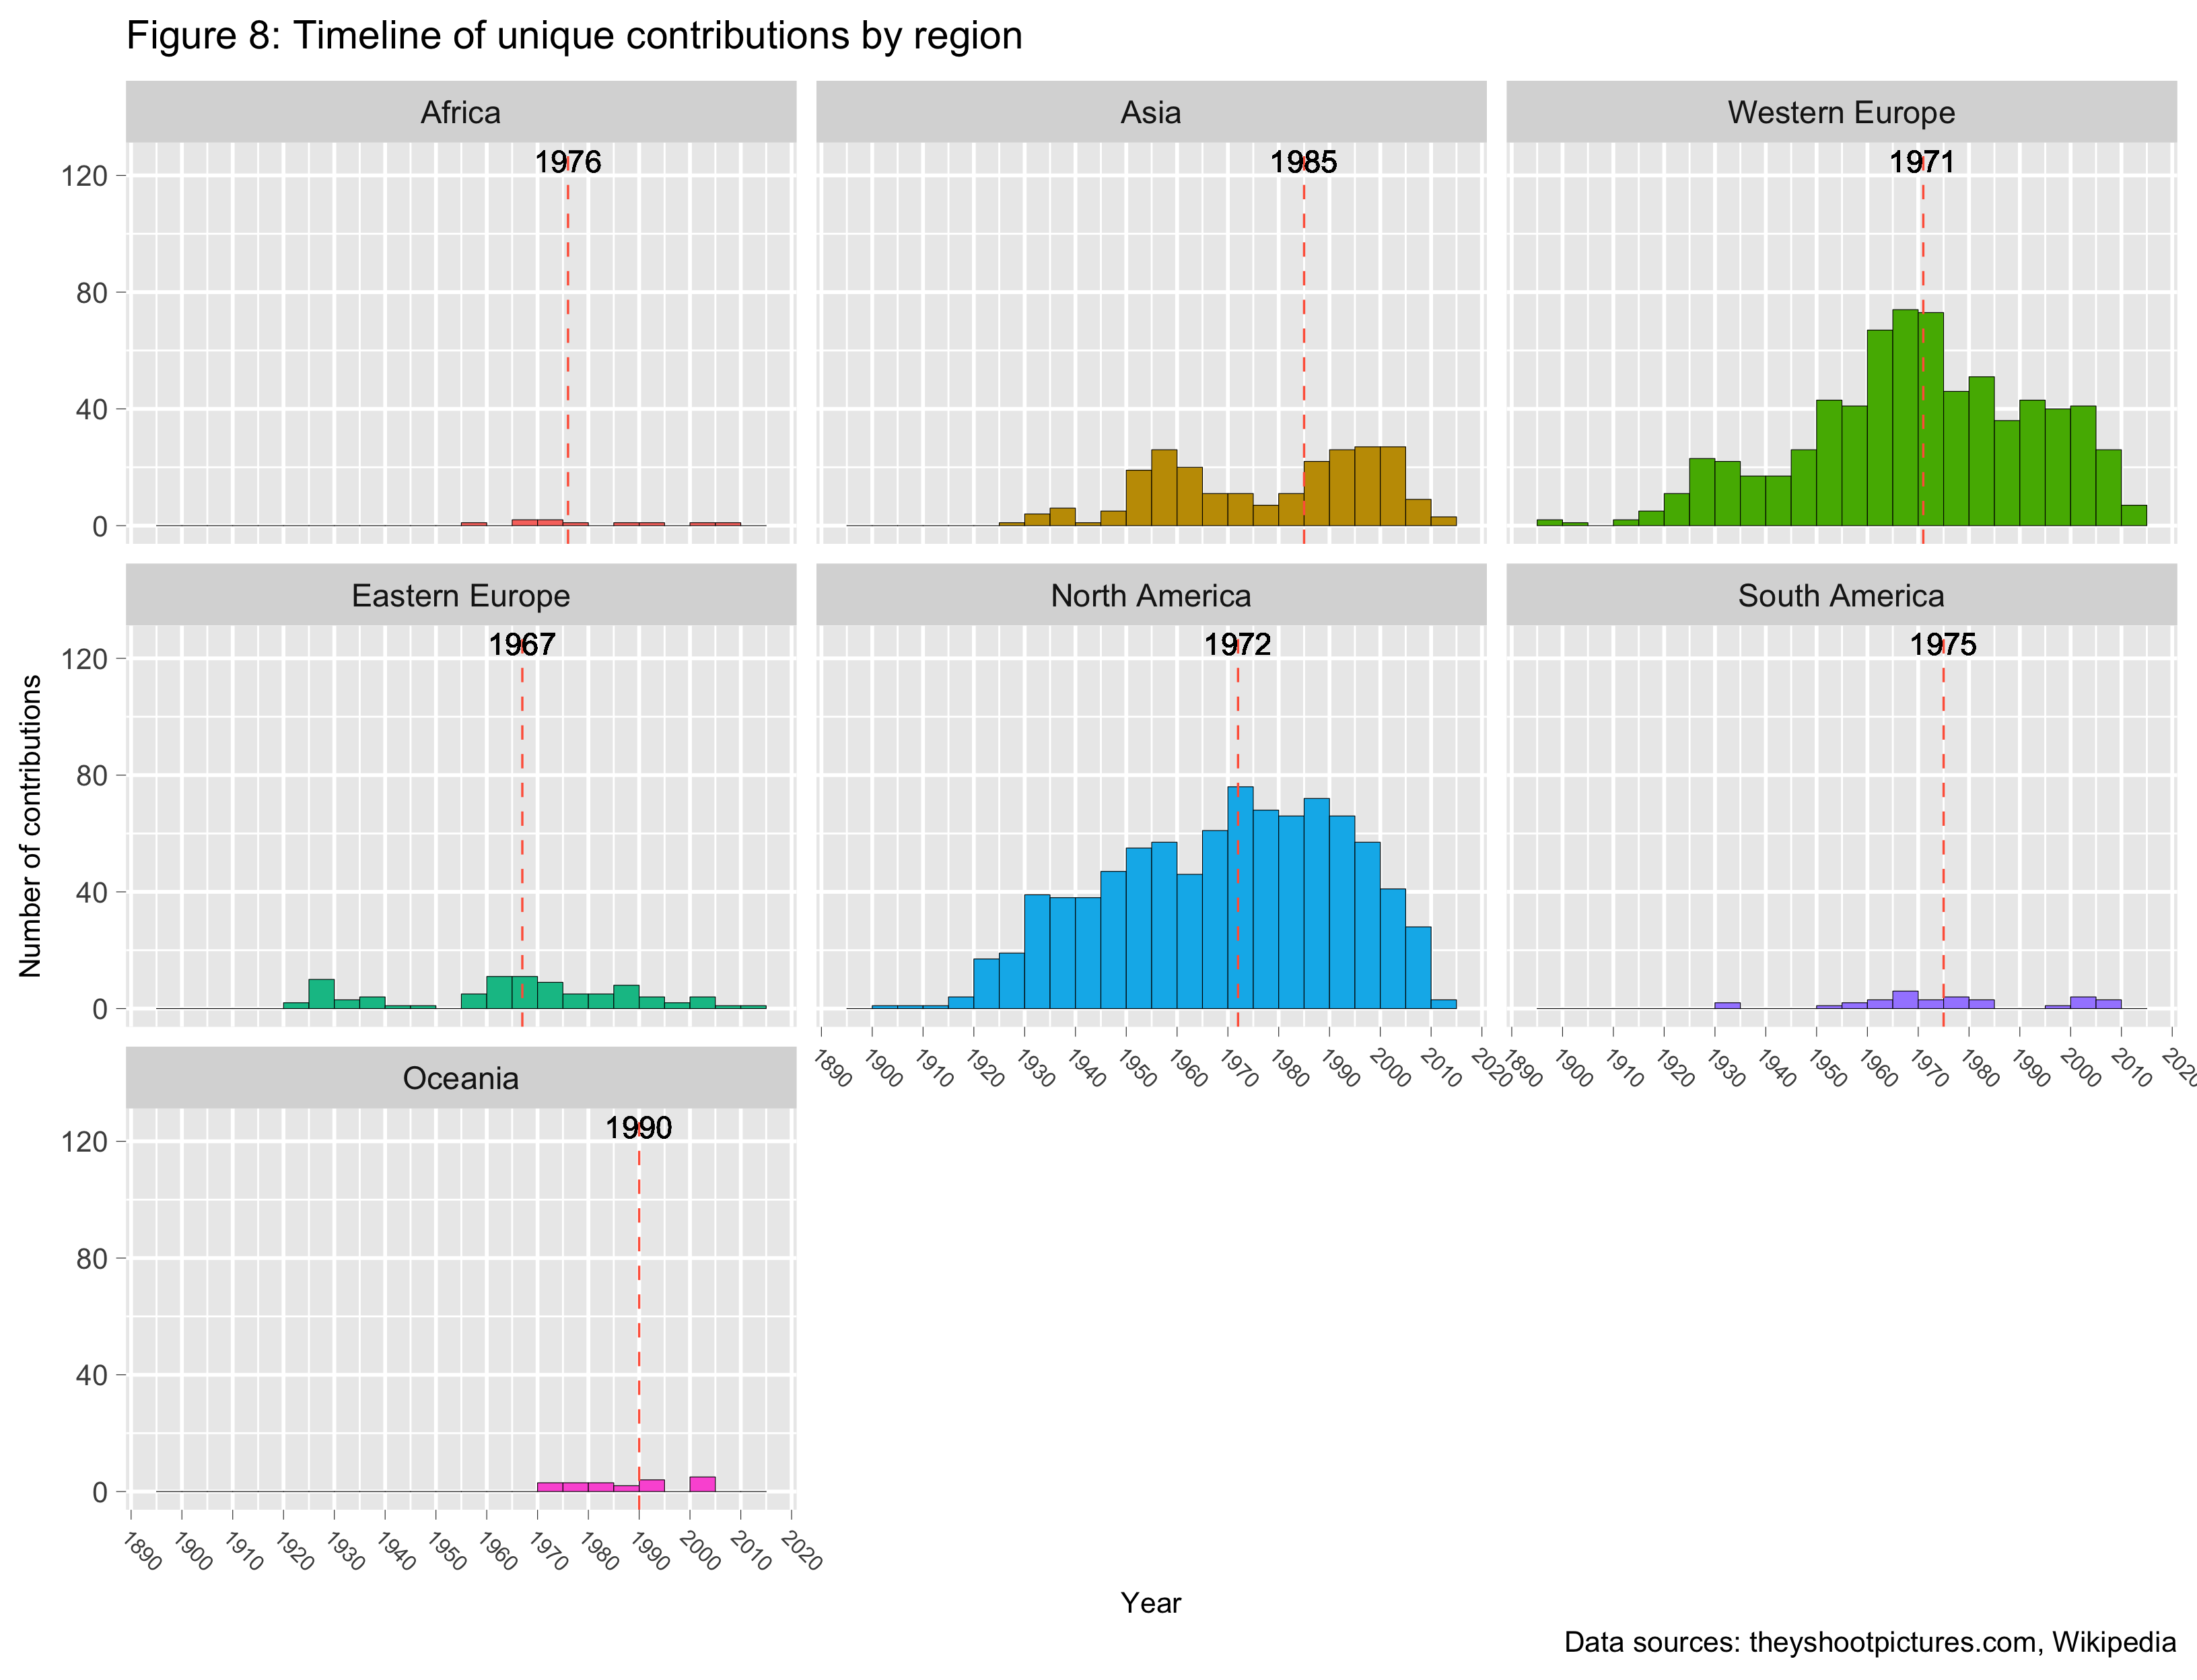 Figure 8: Timeline of unique contributions by region
Africa
Asia
Western Europe
1976
1985
1971
120
80
40
0
Eastern Europe
North America
South America
1967
1972
1975
120
80
40
0
Number of contributions
1890 1900 1910 1920 1930 1940 1950 1960 1970 1980 1990 2000 2010 2020
1890 1900 1910 1920 1930 1940 1950 1960 1970 1980 1990 2000 2010 2020
Oceania
1990
120
80
40
0
1890 1900 1910 1920 1930 1940 1950 1960 1970 1980 1990 2000 2010 2020
Year
Data sources: theyshootpictures.com, Wikipedia